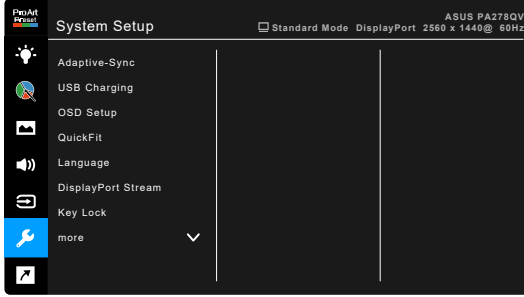 ProArt
Preset
System Setup
ASUS PA278QV
Standard Mode DisplayPort 2560 x 1440@ 60Hz
Adaptive-Sync
USB Charging
OSD Setup
QuickFit
Language
DisplayPort Stream
Key Lock
more